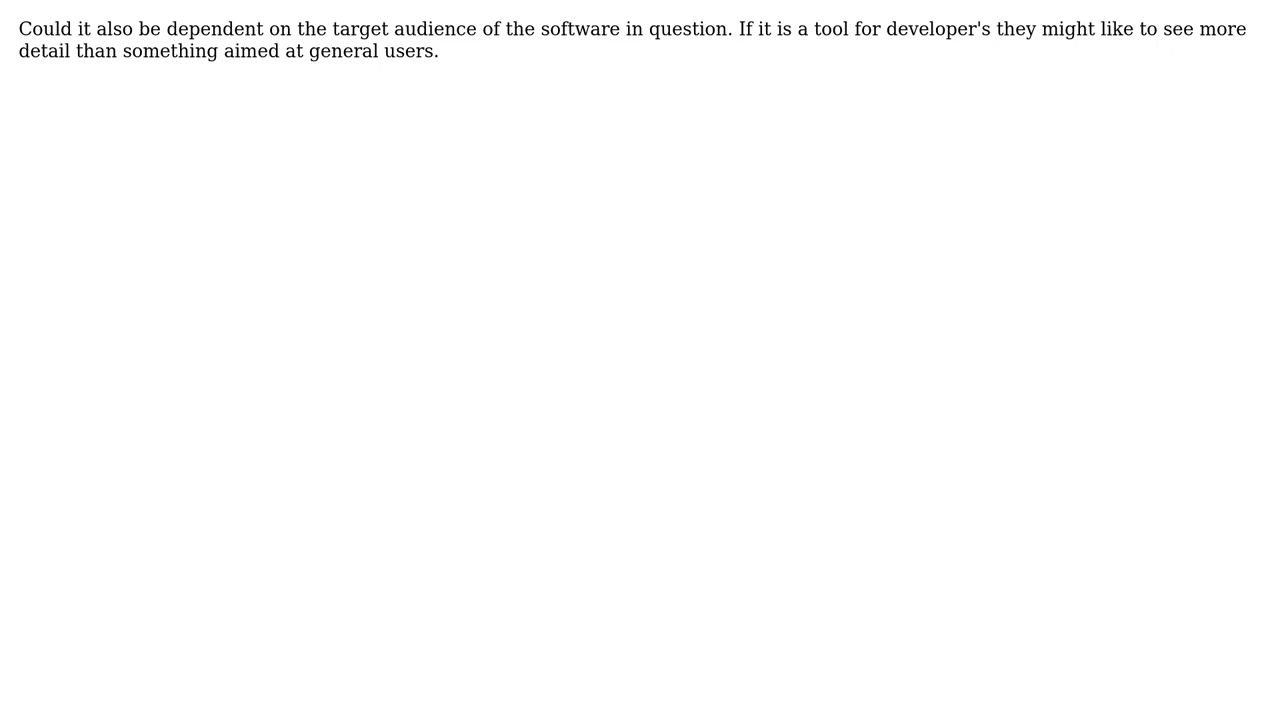 Could it also be dependent on the target audience of the software in question. If it is a tool for developer's they might like to see more
detail than something aimed at general users.